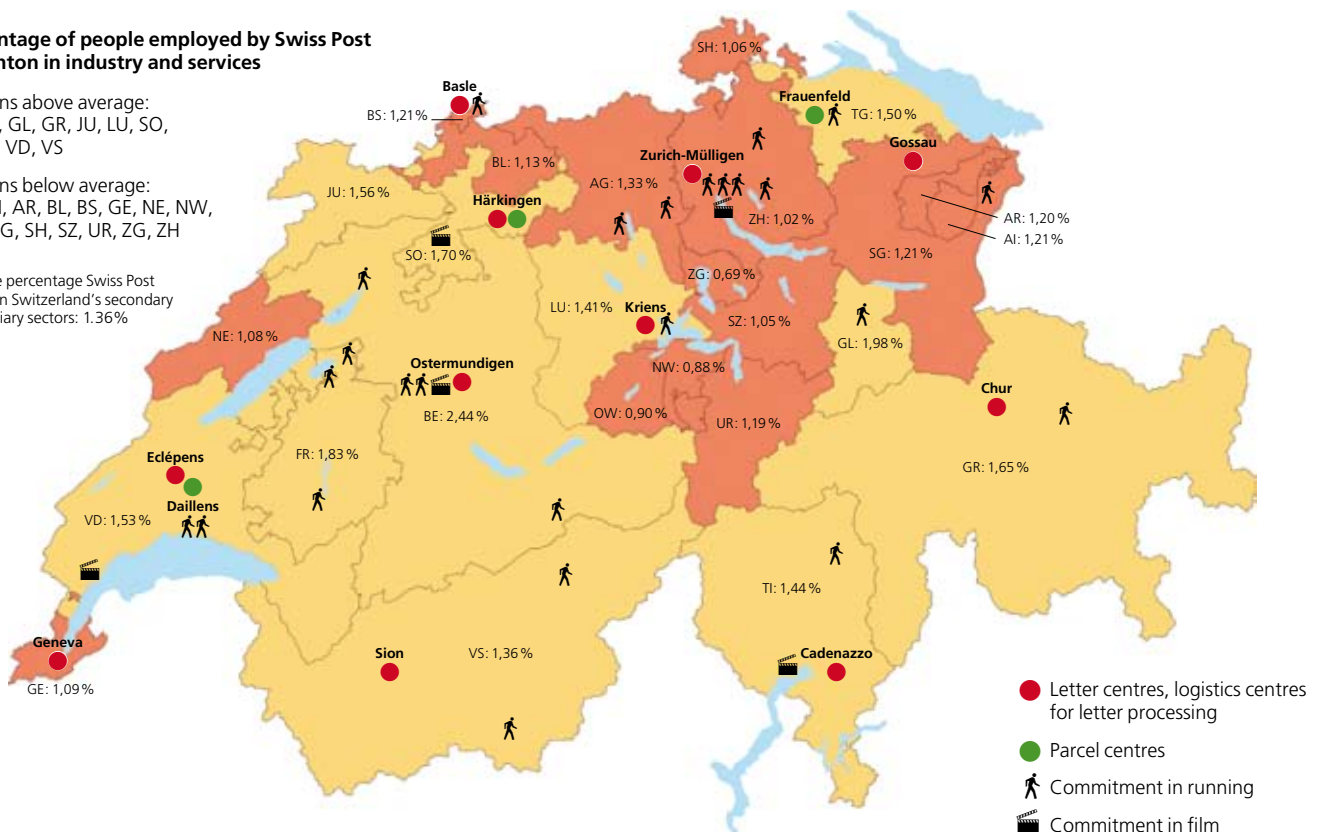 ntage of people employed by Swiss Post
nton in industry and services
ns above average:
, GL, GR, JU, LU, SO,
VD, VS
ns below average:
, AR, BL, BS, GE, NE, NW,
G, SH, SZ, UR, ZG, ZH
e percentage Swiss Post
n Switzerland's secondary
iary sectors: 1.36%
SH: 1,06 %
Basle
BS: 1,21%
Frauenfeld
TG: 1,50 %
Gossau
Zurich-Mülligen
BL: 1,13 %
AG: 1,33 %
JU: 1,56 %
Härkingen
ZH: 1,02 %
AR: 1,20 %
AI: 1,21%
SO: 1,70 %
SG: 1,21%
ZG: 0,69 %
LU: 1,41%
Kriens
SZ: 1,05 %
NE: 1,08 %
GL: 1,98 %
Ostermundigen
NW: 0,88 %
Chur
BE: 2,44 %
OW: 0,90 %
UR: 1,19 %
FR: 1,83 %
Eclépens
GR: 1,65 %
Daillens
VD: 1,53 %
TI: 1,44 %
Geneva
Sion
VS: 1,36 %
Cadenazzo
GE: 1,09 %
Letter centres, logistics centres
for letter processing
Parcel centres
Commitment in running
Commitment in film